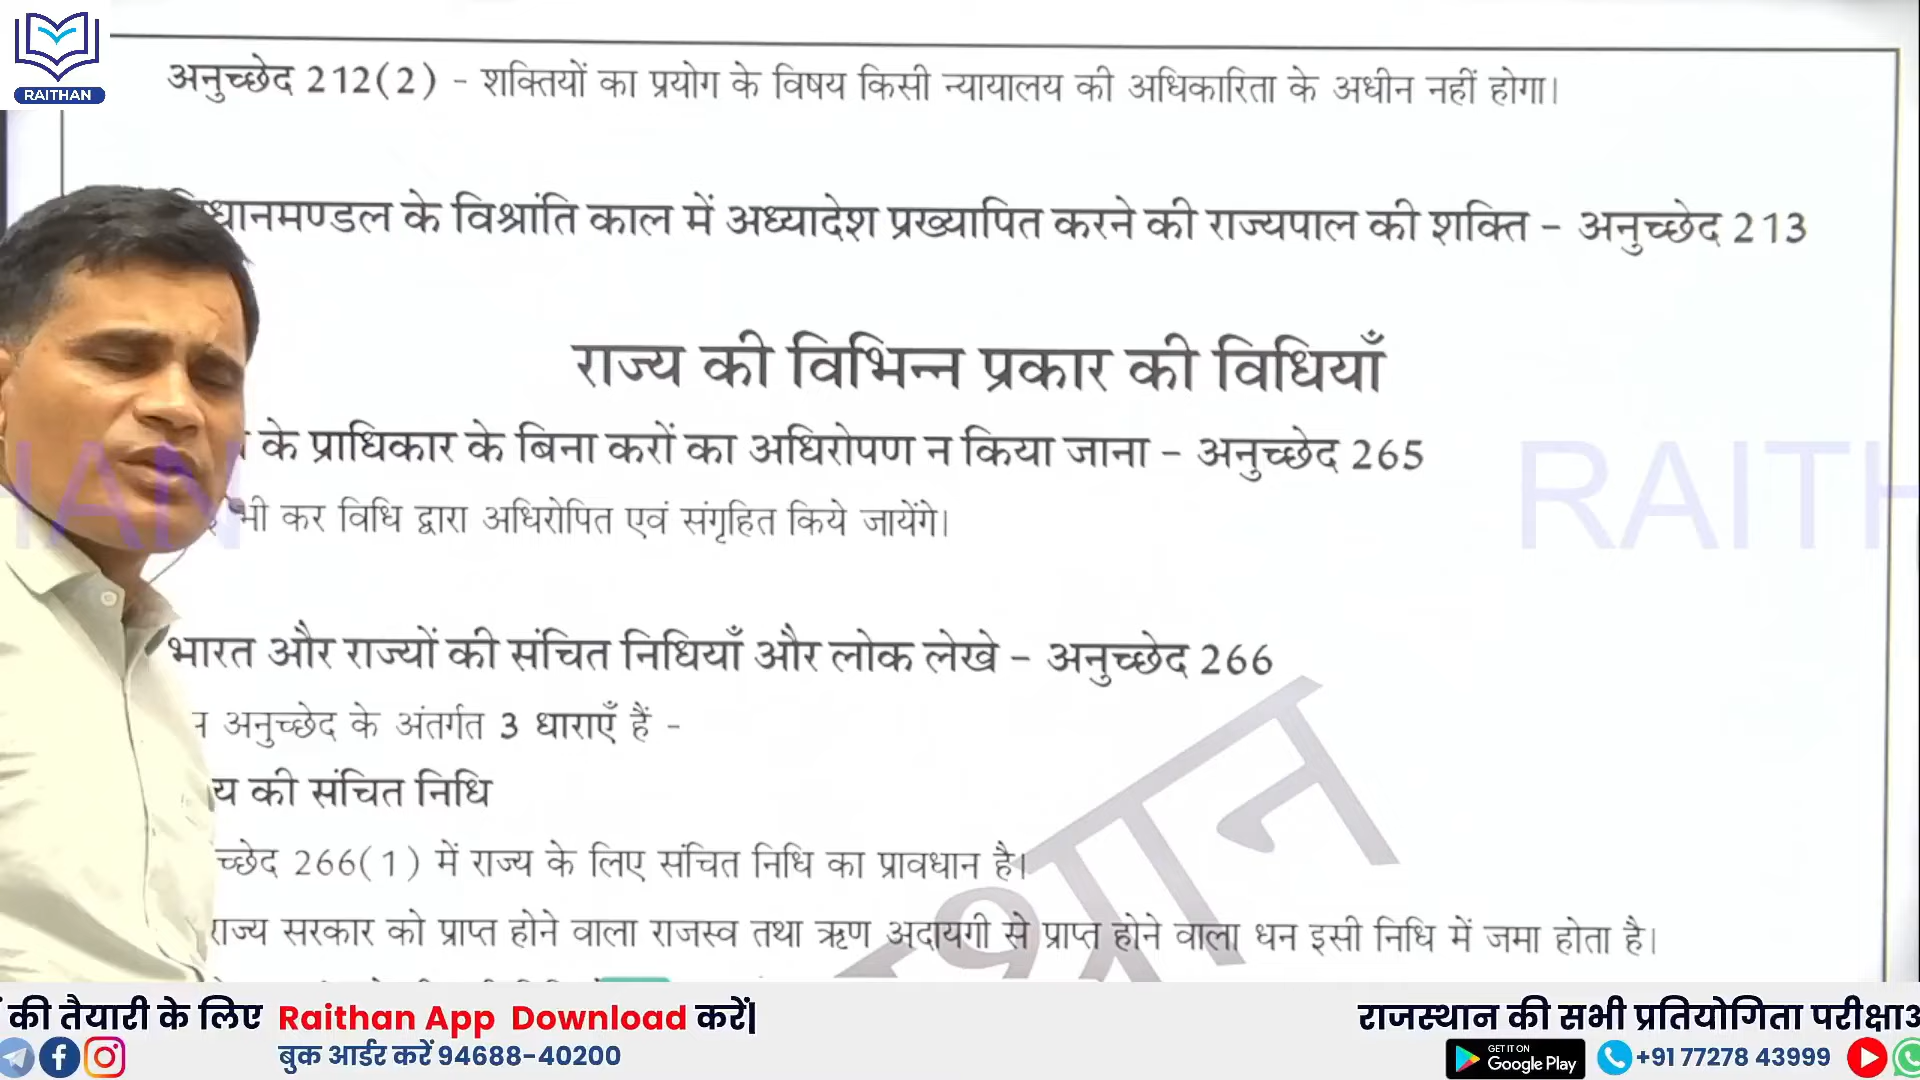 RAITHAN
अनुच्छेद 212(2) - शक्तियों का प्रयोग के विषय किसी न्यायालय की अधिकारिता के अधीन नहीं होगा।
के विश्रांति काल में अध्यादेश प्रख्यापित करने की राज्यपाल की शक्ति - अनुच्छेद 213
राज्य की विभिन्न प्रकार की विधियाँ
के प्राधिकार के बिना करों का अधिरोपण न किया जाना - अनुच्छेद 265
भी कर विधि द्वारा अधिरोपित एवं संगृहित किये जायेंगे।
भारत और राज्यों की संचित निधियाँ और लोक लेखे - अनुच्छेद 266
अनुच्छेद के अंतर्गत 3 धाराएँ हैं -
की संचित निधि
266(1) में राज्य के लिए संचित निधि का प्रावधान है।
राज्य सरकार को प्राप्त होने वाला राजस्व तथा ऋण अदायगी से प्राप्त होने वाला धन इसी निधि में जमा होता है।
की तैयारी के लिए Raithan App Download करें|
राजस्थान की सभी प्रतियोगिता
बुक आर्डर करें 94688-40200
GET IT ON
Google Play
+91 77278 43999